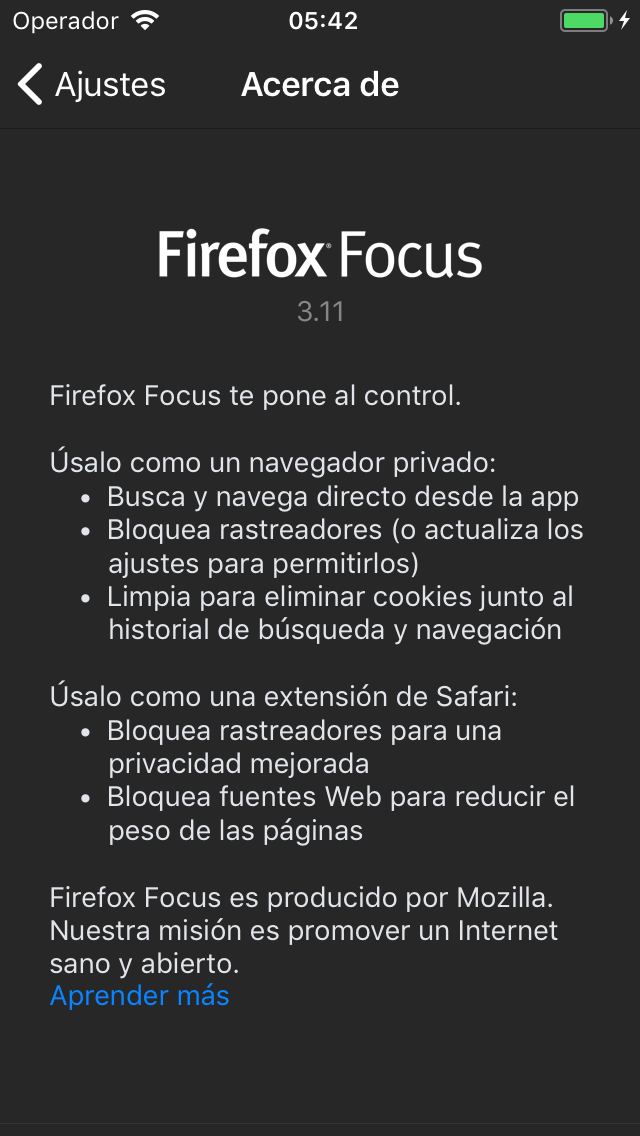 Operador 05:42
Ajustes Acerca de
Firefox Focus
3.11
Firefox Focus te pone al control.
Úsalo como un navegador privado:
• Busca y navega directo desde la app
• Bloquea rastreadores (o actualiza los
ajustes para permitirlos)
• Limpia para eliminar cookies junto al
historial de búsqueda y navegación
Úsalo como una extensión de Safari:
• Bloquea rastreadores para una
privacidad mejorada
• Bloquea fuentes Web para reducir el
peso de las páginas
Firefox Focus es producido por Mozilla.
Nuestra misión es promover un Internet
sano y abierto.
Aprender más